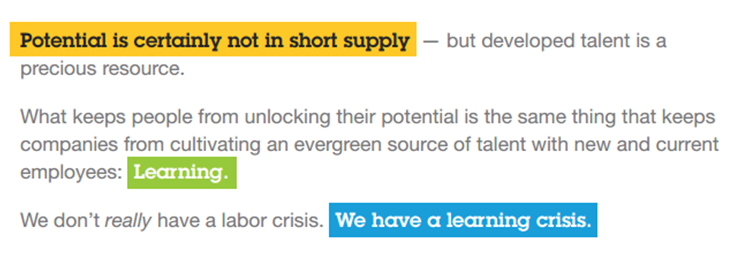 Potential is certainly not in short supply — but developed talent is a
precious resource.
What keeps people from unlocking their potential is the same thing that keeps
companies from cultivating an evergreen source of talent with new and current
employees: Learning.
We don’t really have a labor crisis. We have a learning crisis.